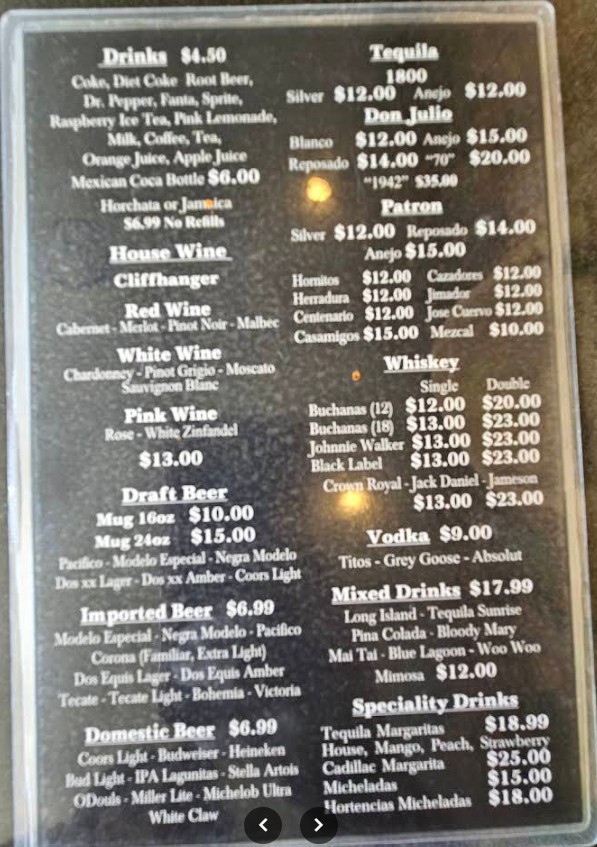 Drinks $4.50
Coke, Diet Coke Root Beer,
Dr. Pepper, Fanta, Sprite,
Raspberry Ice Tea, Pink Lemonade,
Milk, Coffee, Tea,
Orange Juice, Apple Juice
Mexican Coca Bottle $6.00
Horchata or Jamaica
$6.99 No Refills
House Wine
Cliffhanger
Red Wine
Cabernet - Merlot - Pinot Noir - Malbec
White Wine
Chardonney - Pinot Grigio - Moscato
Sauvignon Blanc
Pink Wine
Rose - White Zinfandel
$13.00
Draft Beer
Mug 16oz $10.00
Mug 24oz $15.00
Pacifico - Modelo Especial - Negra Modelo
Dos xx Lager - Dos xx Amber - Coors Light
Imported Beer $6.99
Modelo Especial - Negra Modelo - Pacifico
Corona (Familiar, Extra Light)
Dos Equis Lager - Dos Equis Amber
Tecate - Tecate Light - Bohemia - Victoria
Domestic Beer $6.99
Coors Light - Budweiser - Heineken
Bud Light - IPA Lagunitas - Stella Artois
ODouls - Miller Lite - Michelob Ultra
White Claw
Tequila
1800
Silver $12.00 Anejo $12.00
Don Julio
Blanco $12.00 Anejo $15.00
Reposado $14.00 “70” $20.00
“1942” $35.00
Patron
Silver $12.00 Reposado $14.00
Anejo $15.00
Hornitos $12.00 Cazadores $12.00
Herradura $12.00 Jimador $12.00
Centenario $12.00 Jose Cuervo $12.00
Casamigos $15.00 Mezcal $10.00
Whiskey
Single Double
Buchanas (12) $12.00 $20.00
Buchanas (18) $13.00 $23.00
Johnnie Walker $13.00 $23.00
Black Label $13.00 $23.00
Crown Royal - Jack Daniel - Jameson
$13.00 $23.00
Vodka $9.00
Titos - Grey Goose - Absolut
Mixed Drinks $17.99
Long Island - Tequila Sunrise
Pina Colada - Bloody Mary
Mai Tai - Blue Lagoon - Woo Woo
Mimosa $12.00
Speciality Drinks
Tequila Margaritas $18.99
House, Mango, Peach, Strawberry
Cadillac Margarita $25.00
Micheladas $15.00
Hortencias Micheladas $18.00